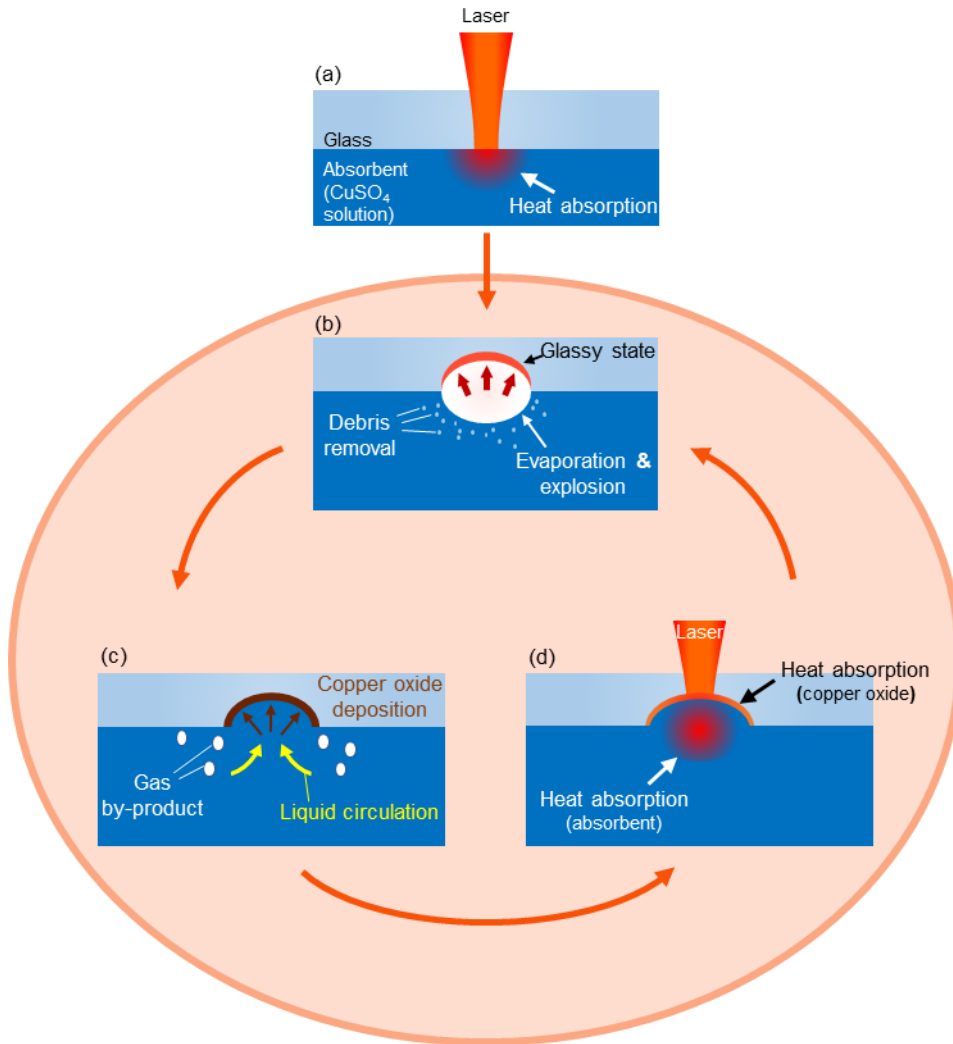 Laser
(a)
Glass
Absorbent
(CuSO₄
solution)
Heat absorption
(b)
Glassy state
Debris
removal
Evaporation &
explosion
(c)
Copper oxide
deposition
Gas
by-product
Liquid circulation
(d)
Laser
Heat absorption
(copper oxide)
Heat absorption
(absorbent)